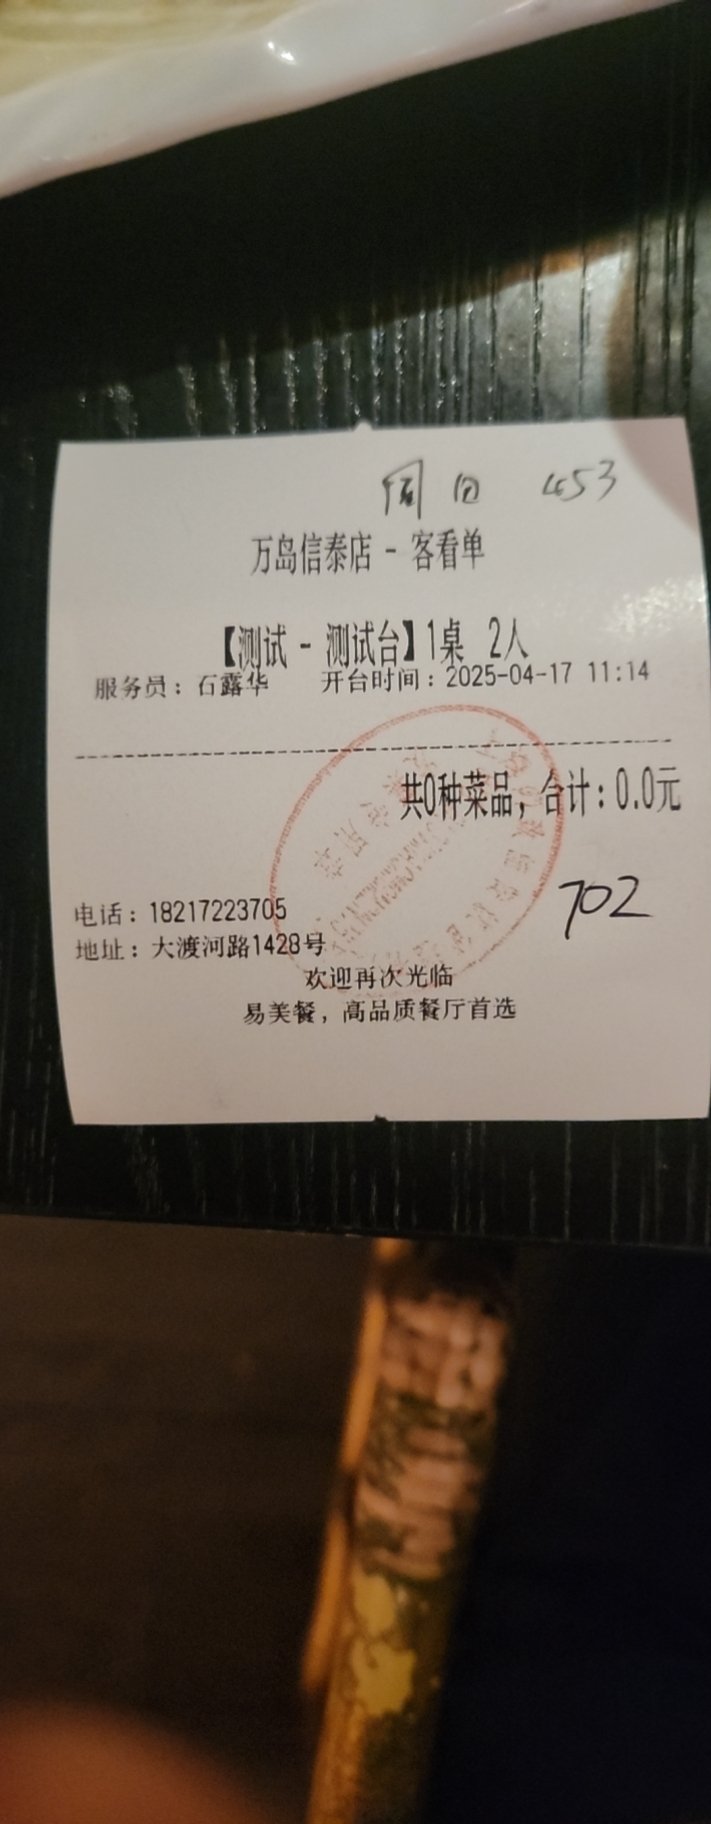 周 回 453
万岛信泰店 - 客看单
【测试 - 测试台】1桌 2人
服务员：石露华 开台时间：2025-04-17 11:14
共0种菜品，合计：0.0元
702
电话：18217223705
地址：大渡河路1428号
欢迎再次光临
易美餐，高品质餐厅首选